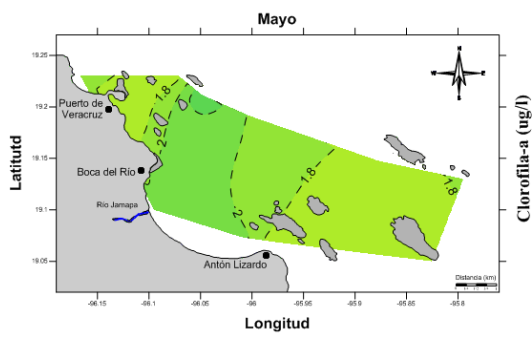 Mayo
19.25
19.2
19.15
19.1
19.05
Latitutd
Puerto de
Veracruz
Boca del Río
Río Jamapa
Antón Lizardo
1.8
2
2
1.8
1.8
N
Distancia (km)
-96.15
-96.1
-96.05
-96
-95.95
-95.9
-95.85
-95.8
Longitud
Clorofila-a (ug/l)